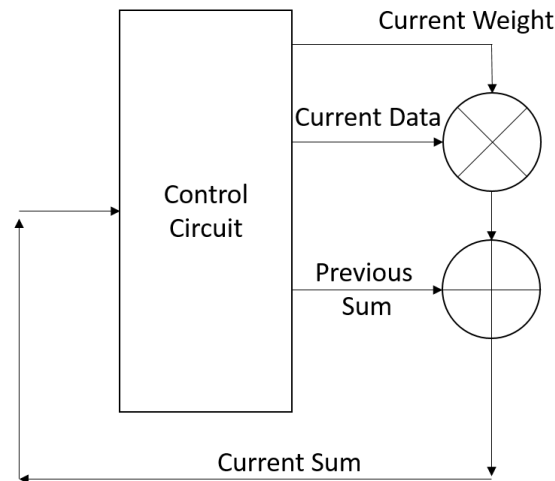 Current Weight
Current Data
Control
Circuit
Previous
Sum
Current Sum